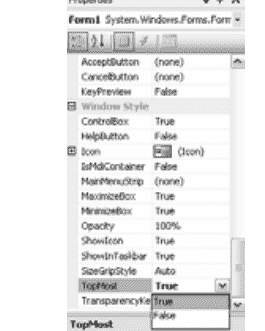 Properties
Form1 System.Windows.Forms.Form
AcceptButton (none)
CancelButton (none)
KeyPreview False
Window Style
ControlBox True
HelpButton False
Icon (Icon)
IsMdiContainer False
MainMenuStrip (none)
MaximizeBox True
MinimizeBox True
Opacity 100%
ShowIcon True
ShowInTaskbar True
SizeGripStyle Auto
TopMost True
TransparencyKe True
False
TopMost